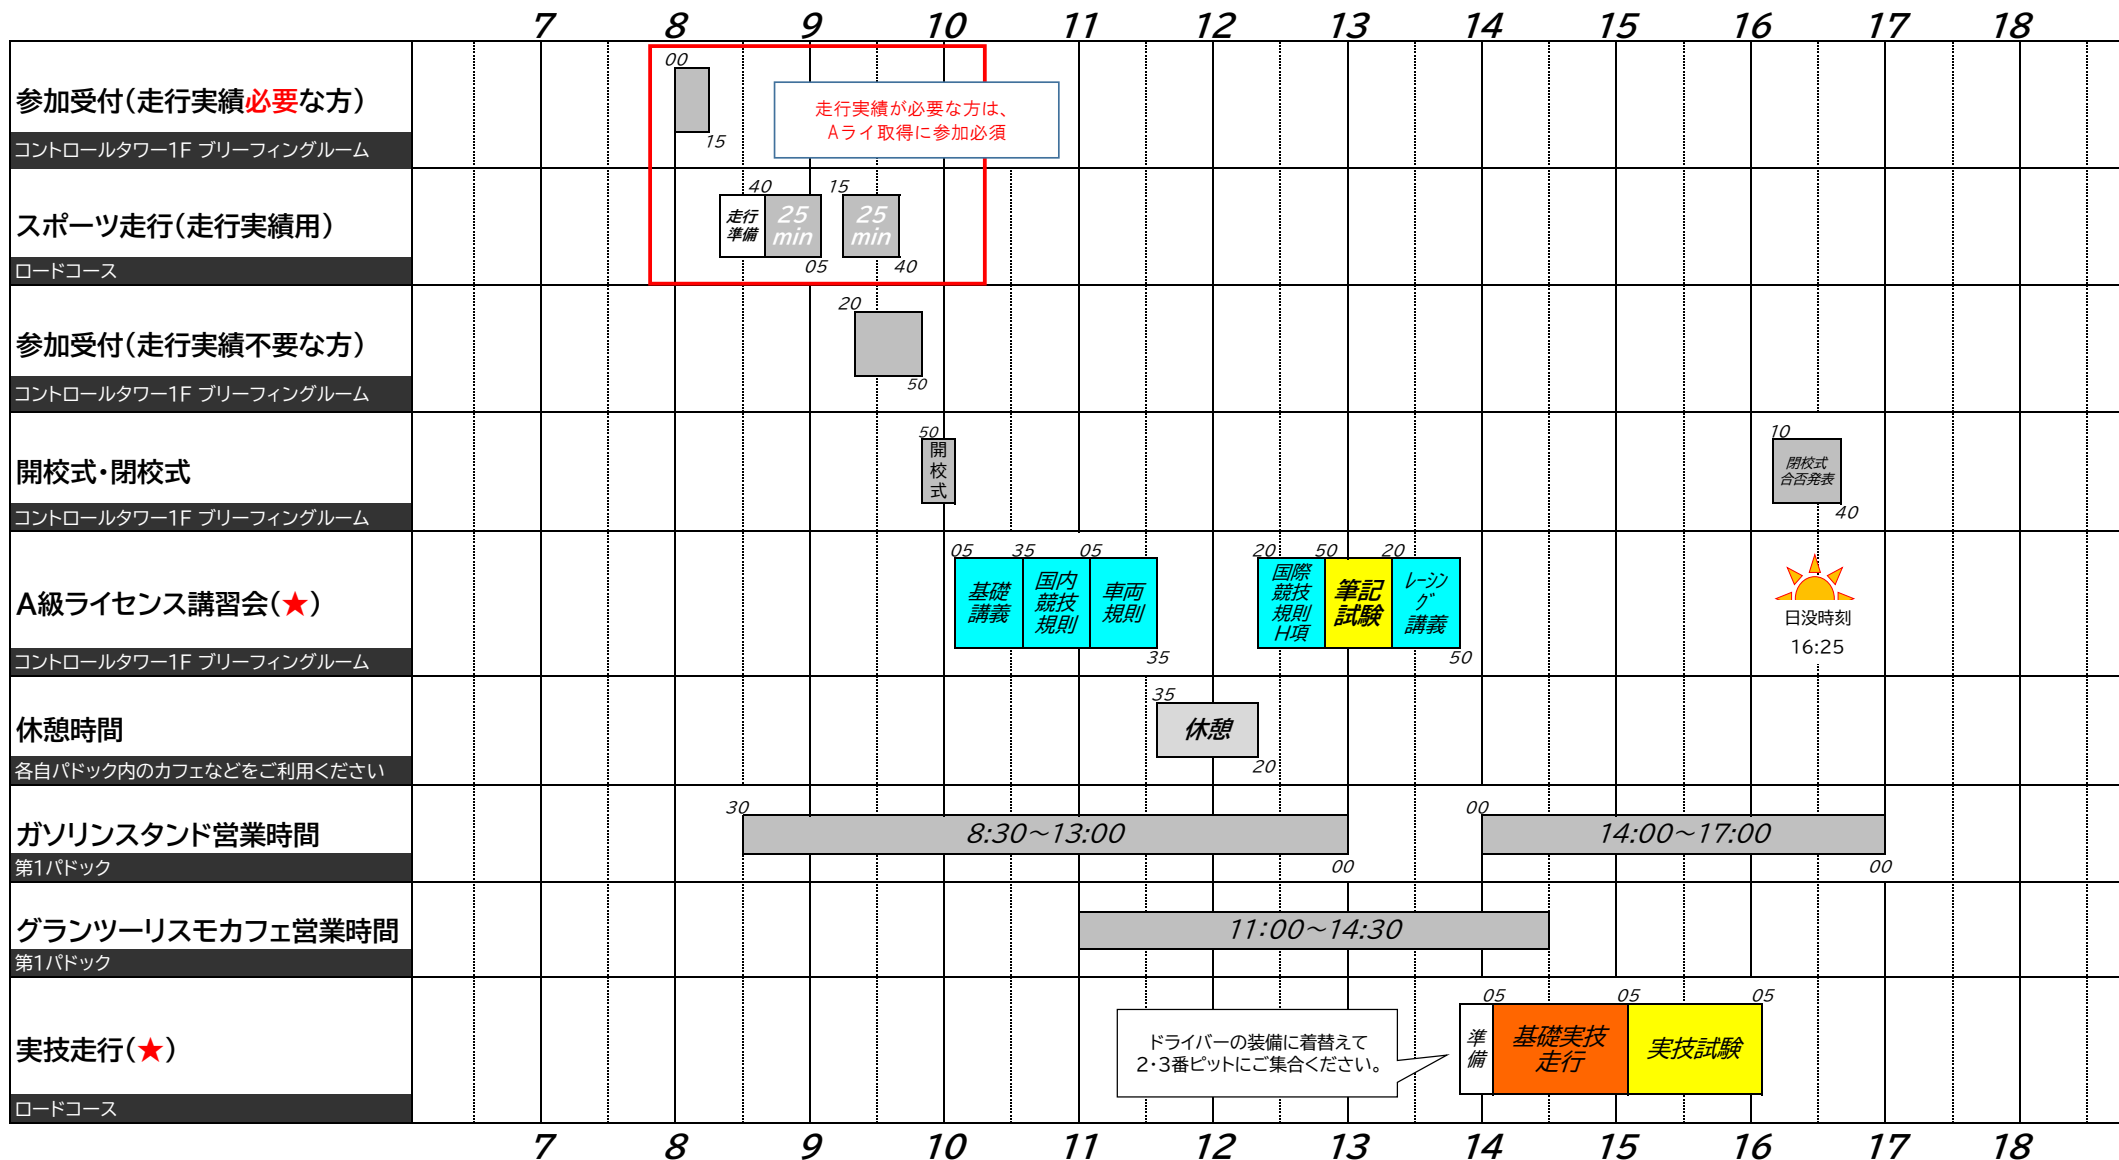 7 8 9 10 11 12 13 14 15 16 17 18
00
参加受付(走行実績必要な方)
走行実績が必要な方は、
Aライ取得に参加必須
15
コントロールタワー1F ブリーフィングルーム
40 15
スポーツ走行(走行実績用)
走行
準備
25
min
25
min
05 40
ロードコース
20
参加受付(走行実績不要な方)
50
コントロールタワー1F ブリーフィングルーム
50 10
開校式・閉校式
開
校
式
閉校式
合否発表
40
コントロールタワー1F ブリーフィングルーム
05 35 05 20 50 20
A級ライセンス講習会(★)
基礎
講義
国内
競技
規則
車両
規則
国際
競技
規則
H項
筆記
試験
レーシン
グ
講義
日没時刻
16:25
35 50
コントロールタワー1F ブリーフィングルーム
35
休憩時間
休憩
20
各自パドック内のカフェなどをご利用ください
30 00
ガソリンスタンド営業時間
8:30～13:00
14:00～17:00
00 00
第1パドック
グランツーリスモカフェ営業時間
11:00～14:30
第1パドック
05 05 05
実技走行(★)
ドライバーの装備に着替えて
2・3番ピットにご集合ください。
準
備
基礎実技
走行
実技試験
ロードコース
7 8 9 10 11 12 13 14 15 16 17 18